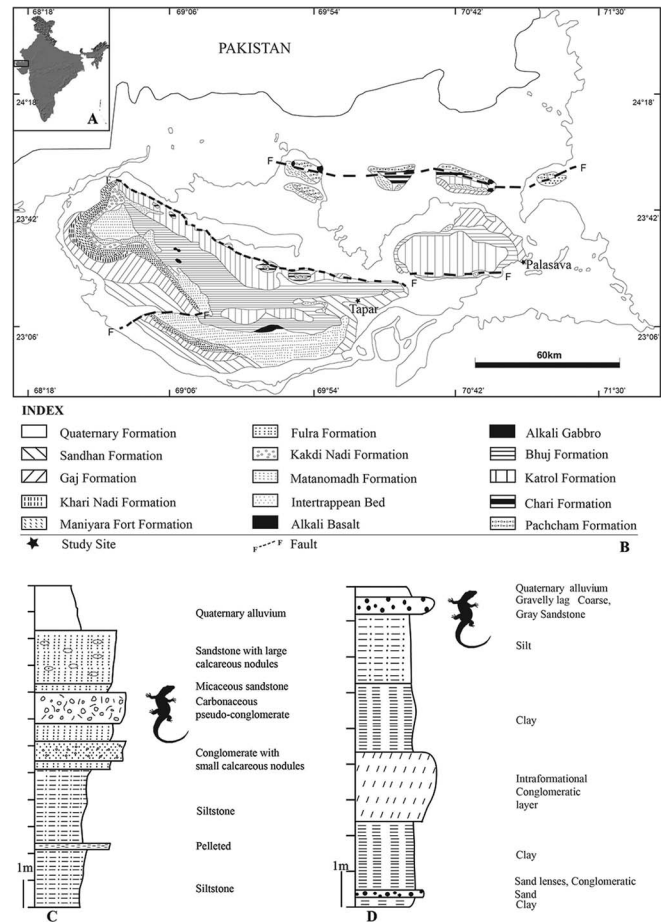 68°18'
69°06
69°54'
70°42
71°30
PAKISTAN
24°18
24°18'
A
F
F
F
23°42
23°42'
F
F
Palasava
Tapar
F
F
23°06
23°06'
60km
68°18'
69°06
69°54'
70°42
71°30
INDEX
Quaternary Formation
Fulra Formation
Alkali Gabbro
Sandhan Formation
Kakdi Nadi Formation
Bhuj Formation
Gaj Formation
Matanomadh Formation
Katrol Formation
Khari Nadi Formation
Intertrappean Bed
Chari Formation
Maniyara Fort Formation
Alkali Basalt
Pachcham Formation
Study Site
F F Fault
B
Quaternary alluvium
Sandstone with large
calcareous nodules
Micaceous sandstone
Carbonaceous
pseudo-conglomerate
Conglomerate with
small calcareous nodules
Siltstone
Pelleted
Siltstone
1m
C
Quaternary alluvium
Gravelly lag Coarse,
Gray Sandstone
Silt
Clay
Intraformational
Conglomeratic
layer
Clay
Sand lenses, Conglomeratic
Sand
Clay
1m
D